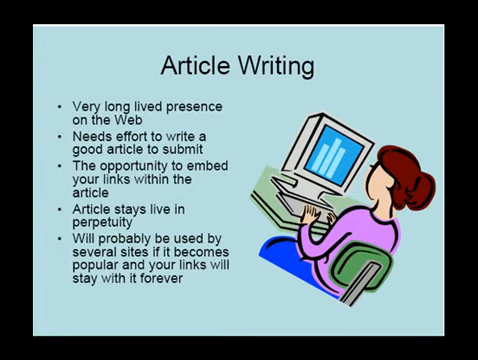 Article Writing
• Very long lived presence
on the Web
• Needs effort to write a
good article to submit
• The opportunity to embed
your links within the
article
• Article stays live in
perpetuity
• Will probably be used by
several sites if it becomes
popular and your links will
stay with it forever